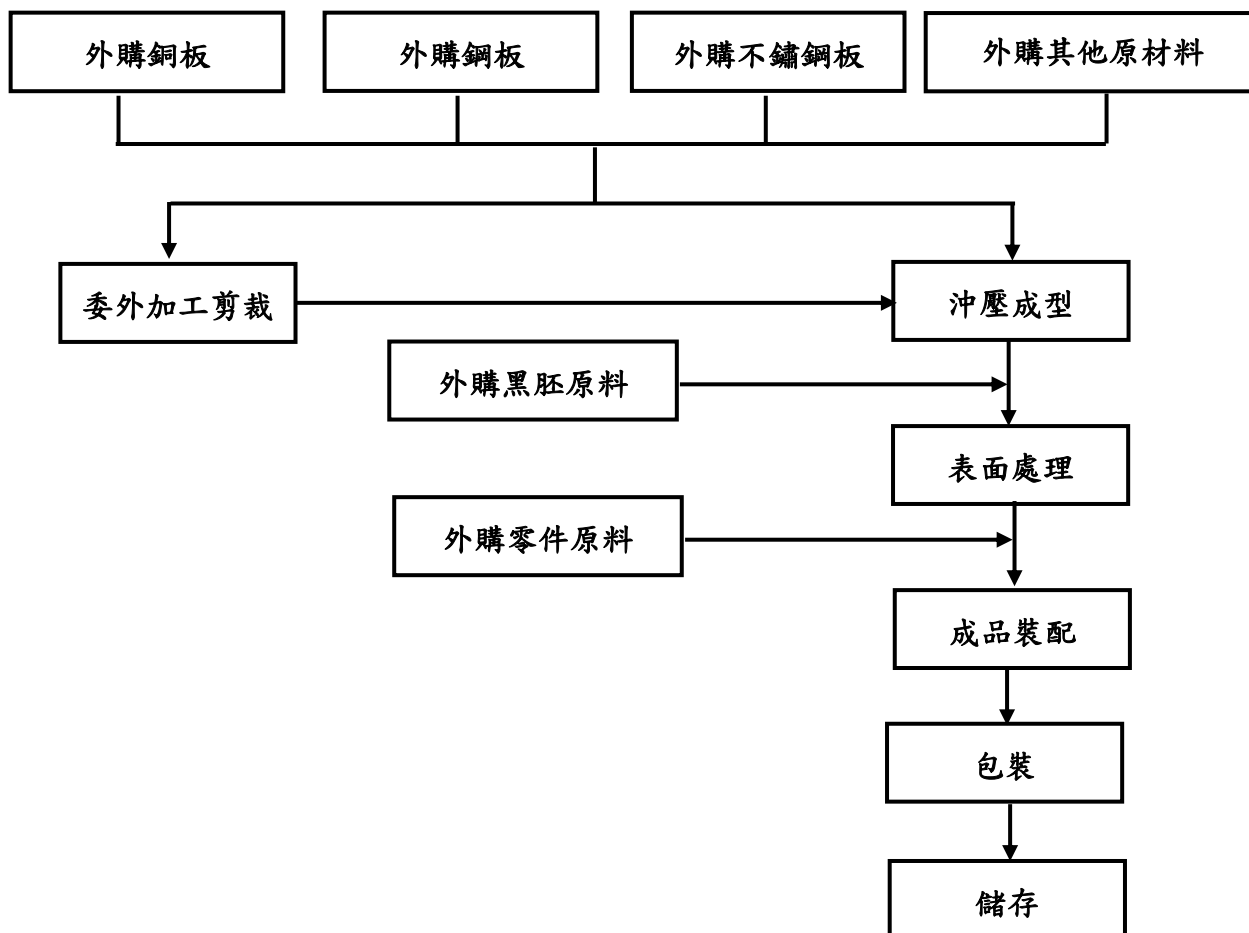 外購銅板
外購鋼板
外購不鏽鋼板
外購其他原材料
委外加工剪裁
沖壓成型
外購黑胚原料
表面處理
外購零件原料
成品裝配
包裝
儲存